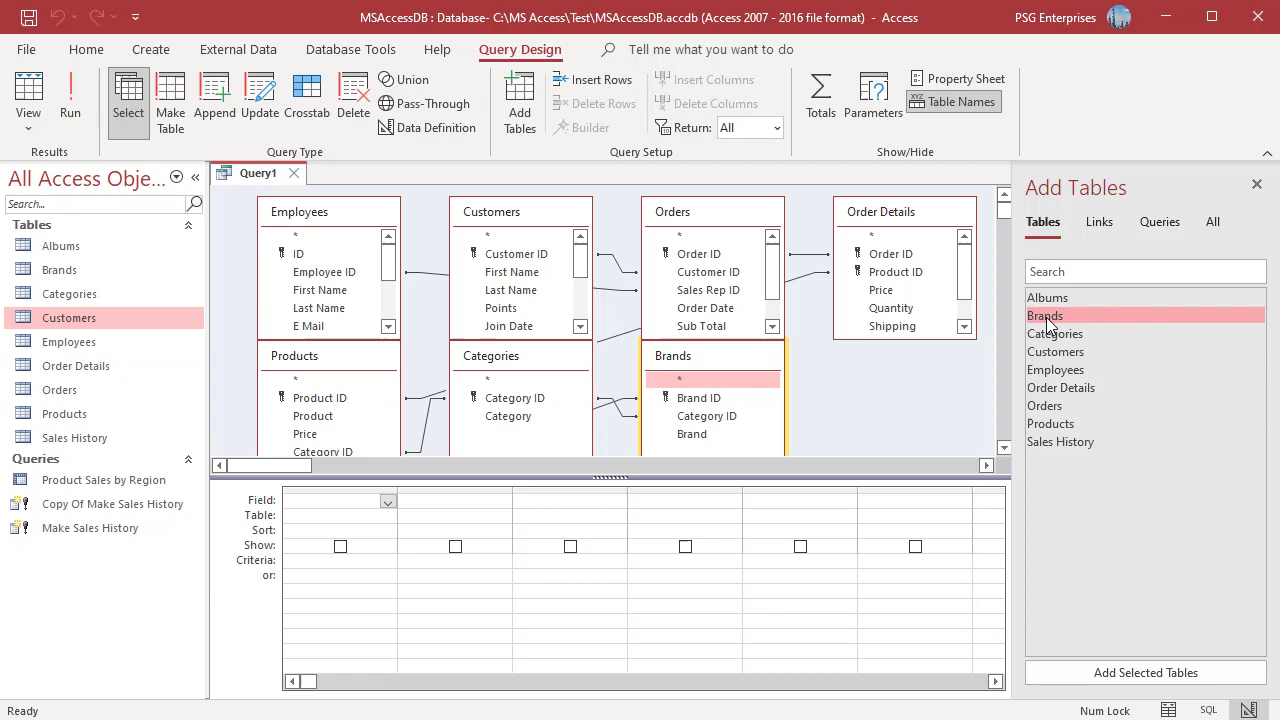 MSAccessDB : Database- C:\MS Access\Test\MSAccessDB.accdb (Access 2007 - 2016 file format) - Access
PSG Enterprises
File Home Create External Data Database Tools Help Query Design Tell me what you want to do
View
Run
Results
Select
Make Table
Append
Update
Crosstab
Delete
Union
Pass-Through
Data Definition
Query Type
Add Tables
Insert Rows
Delete Rows
Builder
Insert Columns
Delete Columns
Return: All
Query Setup
Totals
Parameters
Property Sheet
XYZ Table Names
Show/Hide
All Access Obje...
Search...
Tables
Albums
Brands
Categories
Customers
Employees
Order Details
Orders
Products
Sales History
Queries
Product Sales by Region
Copy Of Make Sales History
Make Sales History
Query1
Employees
*
ID
Employee ID
First Name
Last Name
E Mail
Customers
*
Customer ID
First Name
Last Name
Points
Join Date
Orders
*
Order ID
Customer ID
Sales Rep ID
Order Date
Sub Total
Order Details
*
Order ID
Product ID
Price
Quantity
Shipping
Products
*
Product ID
Product
Price
Category ID
Categories
*
Category ID
Category
Brands
*
Brand ID
Category ID
Brand
Field:
Table:
Sort:
Show:
Criteria:
or:
Add Tables
Tables Links Queries All
Search
Albums
Brands
Categories
Customers
Employees
Order Details
Orders
Products
Sales History
Add Selected Tables
Ready
Num Lock
SQL